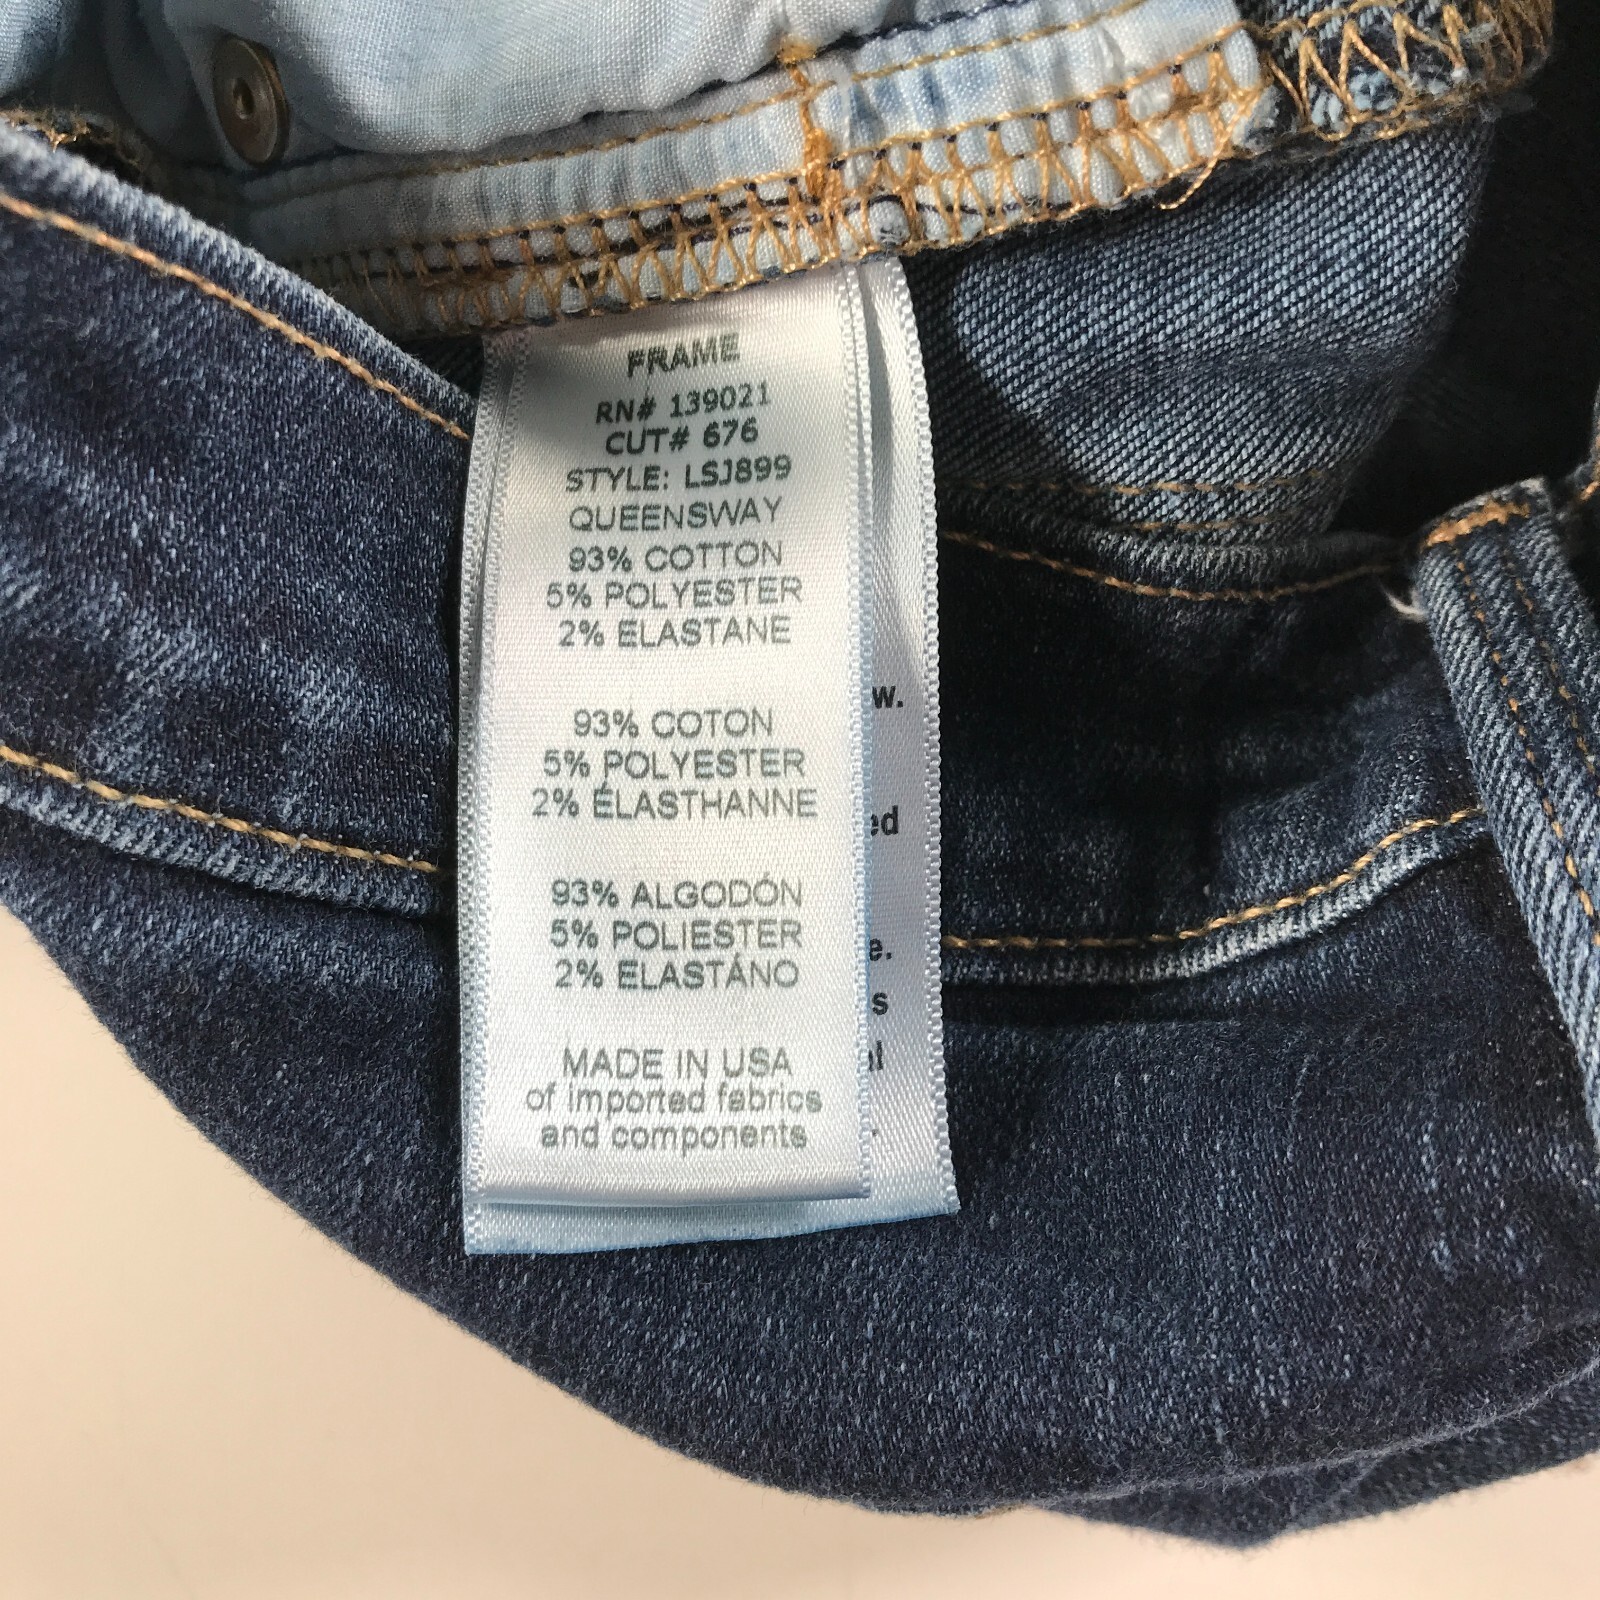 FRAME
RN# 139021
CUT# 676
STYLE: LSJ899
QUEENSWAY
93% COTTON
5% POLYESTER
2% ELASTANE
93% COTON
5% POLYESTER
2% ÉLASTHANNE
93% ALGODÓN
5% POLIESTER
2% ELASTÁNO
MADE IN USA
of imported fabrics
and components